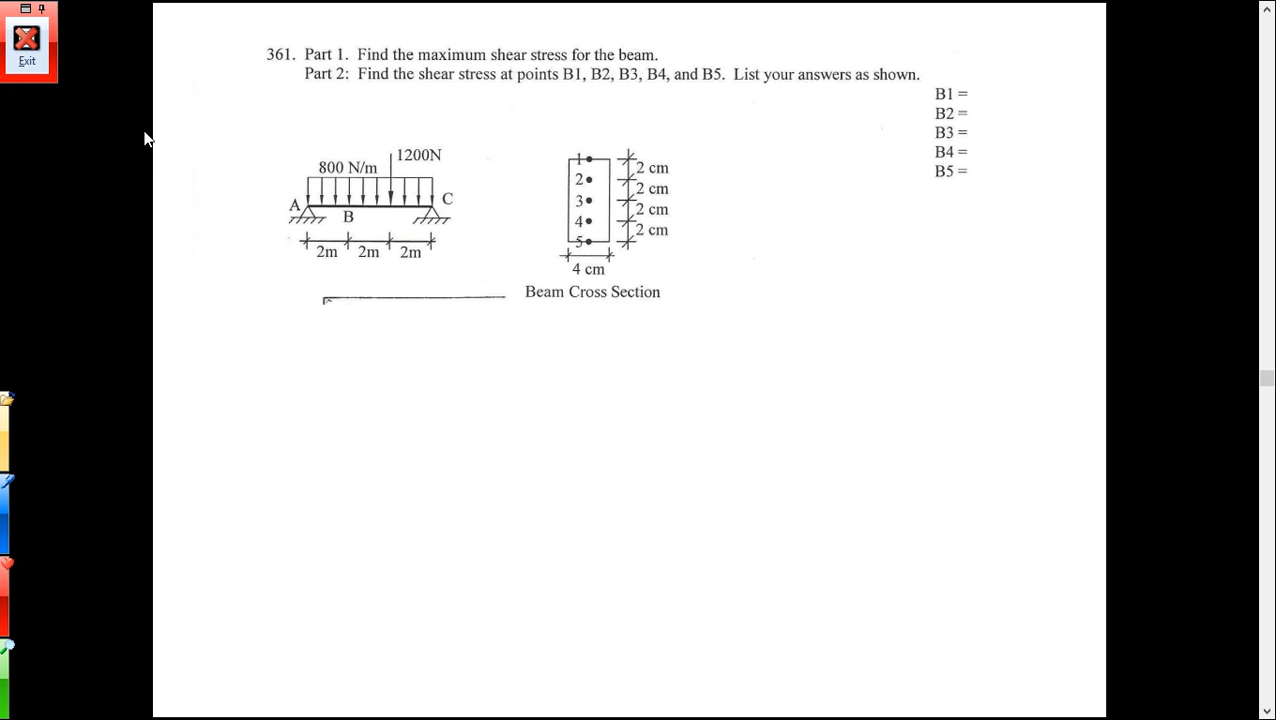 Exit
361. Part 1. Find the maximum shear stress for the beam.
Part 2: Find the shear stress at points B1, B2, B3, B4, and B5. List your answers as shown.
B1 =
B2 =
B3 =
B4 =
B5 =
800 N/m
1200N
A
B
C
2m
2m
2m
1
2
3
4
5
2 cm
2 cm
2 cm
2 cm
4 cm
Beam Cross Section